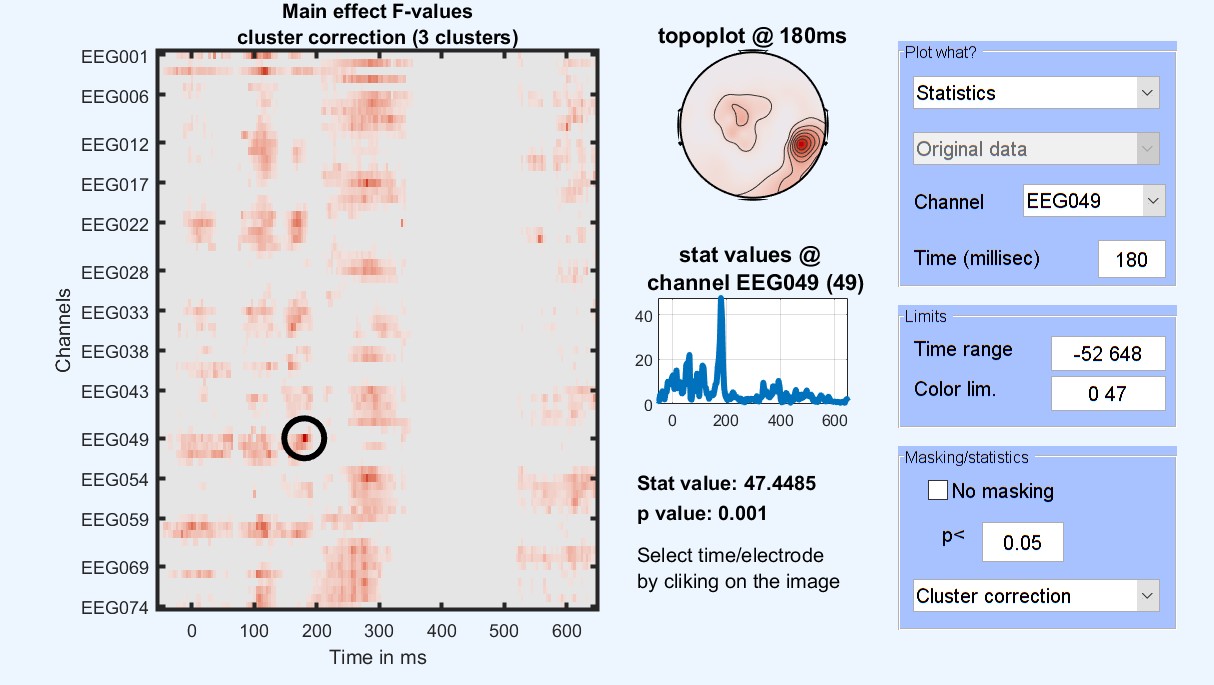 Main effect F-values
cluster correction (3 clusters)
EEG001
EEG006
EEG012
EEG017
EEG022
EEG028
EEG033
EEG038
EEG043
EEG049
EEG054
EEG059
EEG069
EEG074
Channels
0 100 200 300 400 500 600
Time in ms
topoplot @ 180ms
stat values @
channel EEG049 (49)
40
20
0
0 200 400 600
Stat value: 47.4485
p value: 0.001
Select time/electrode
by cliking on the image
Plot what?
Statistics
Original data
Channel EEG049
Time (millisec) 180
Limits
Time range -52 648
Color lim. 0 47
Masking/statistics
No masking
p< 0.05
Cluster correction